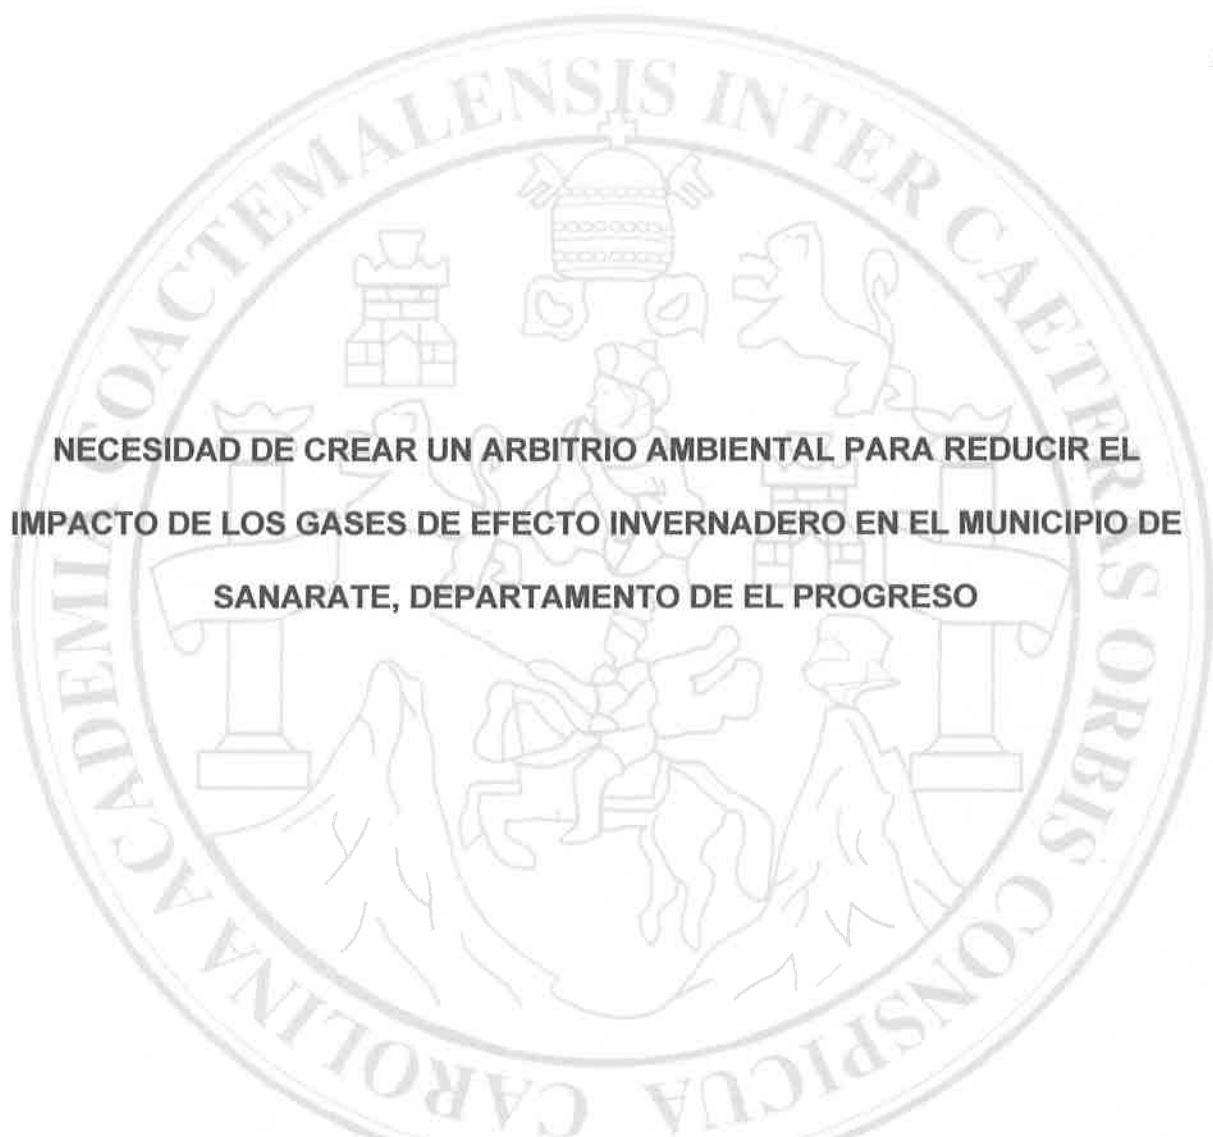 CAROLINA ACADEMIA COACTEMALENSIS INTER CAETERAS ORBIS CONSPICUA
NECESIDAD DE CREAR UN ARBITRIO AMBIENTAL PARA REDUCIR EL
IMPACTO DE LOS GASES DE EFECTO INVERNADERO EN EL MUNICIPIO DE
SANARATE, DEPARTAMENTO DE EL PROGRESO